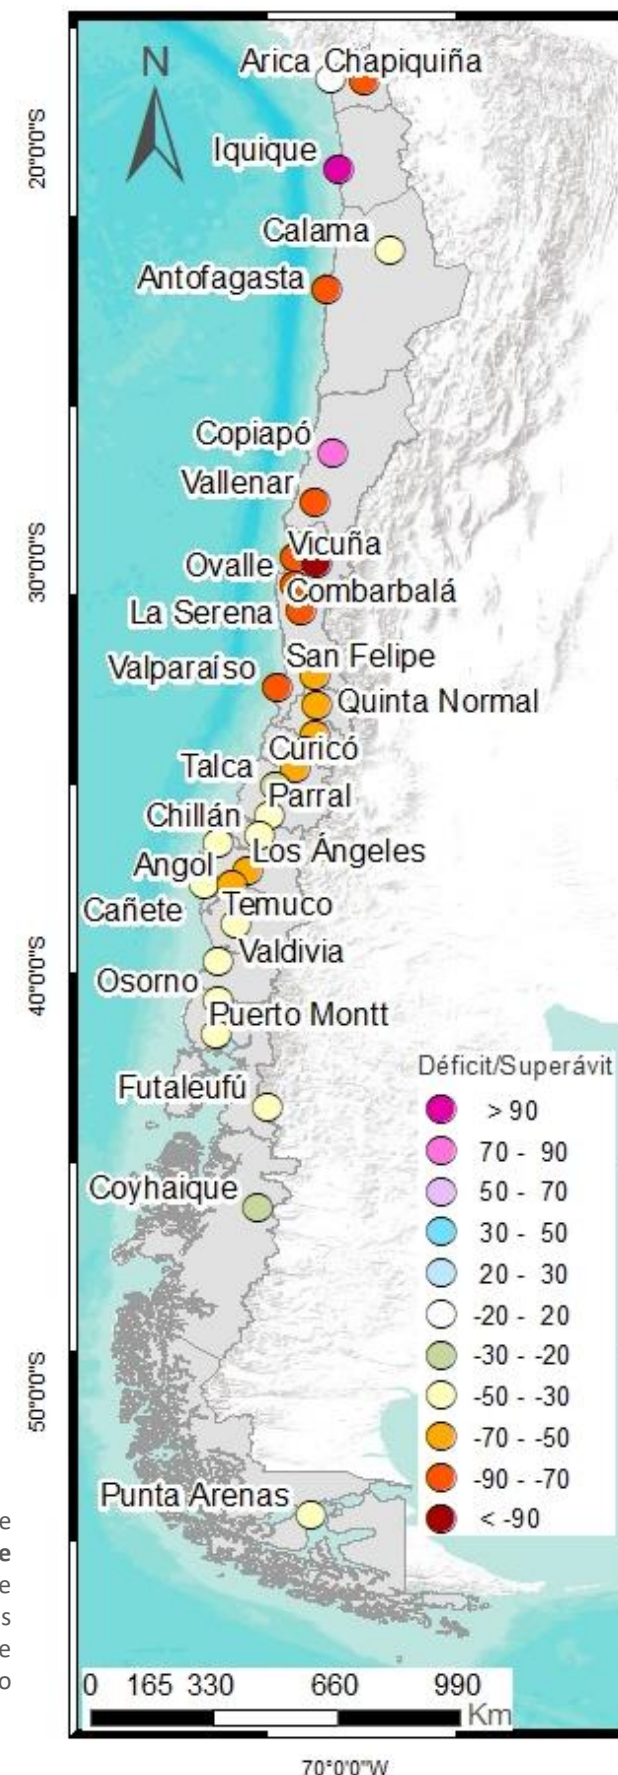 N
Arica Chapiquiña
Iquique
Calama
Antofagasta
Copiapó
Vallenar
Vicuña
Ovalle
Combarbalá
La Serena
San Felipe
Valparaíso
Quinta Normal
Curicó
Talca
Parral
Chillán
Los Ángeles
Angol
Temuco
Cañete
Valdivia
Osorno
Puerto Montt
Futaleufú
Coyhaique
Punta Arenas
Déficit/Superávit
> 90
70 - 90
50 - 70
30 - 50
20 - 30
-20 - 20
-30 - -20
-50 - -30
-70 - -50
-90 - -70
< -90
20°0'0"S
30°0'0"S
40°0'0"S
50°0'0"S
e
e
e
s
e
o
0 165 330 660 990
Km
70°0'0"W